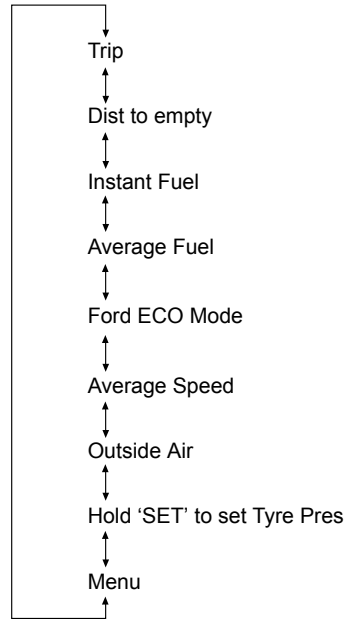 Trip
Dist to empty
Instant Fuel
Average Fuel
Ford ECO Mode
Average Speed
Outside Air
Hold ‘SET’ to set Tyre Pres
Menu